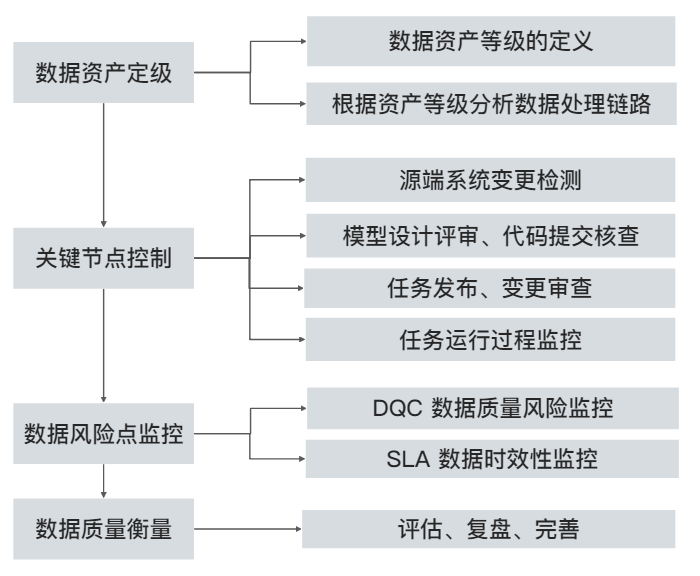 数据资产定级
数据资产等级的定义
根据资产等级分析数据处理链路
关键节点控制
源端系统变更检测
模型设计评审、代码提交核查
任务发布、变更审查
任务运行过程监控
数据风险点监控
DQC 数据质量风险监控
SLA 数据时效性监控
数据质量衡量
评估、复盘、完善